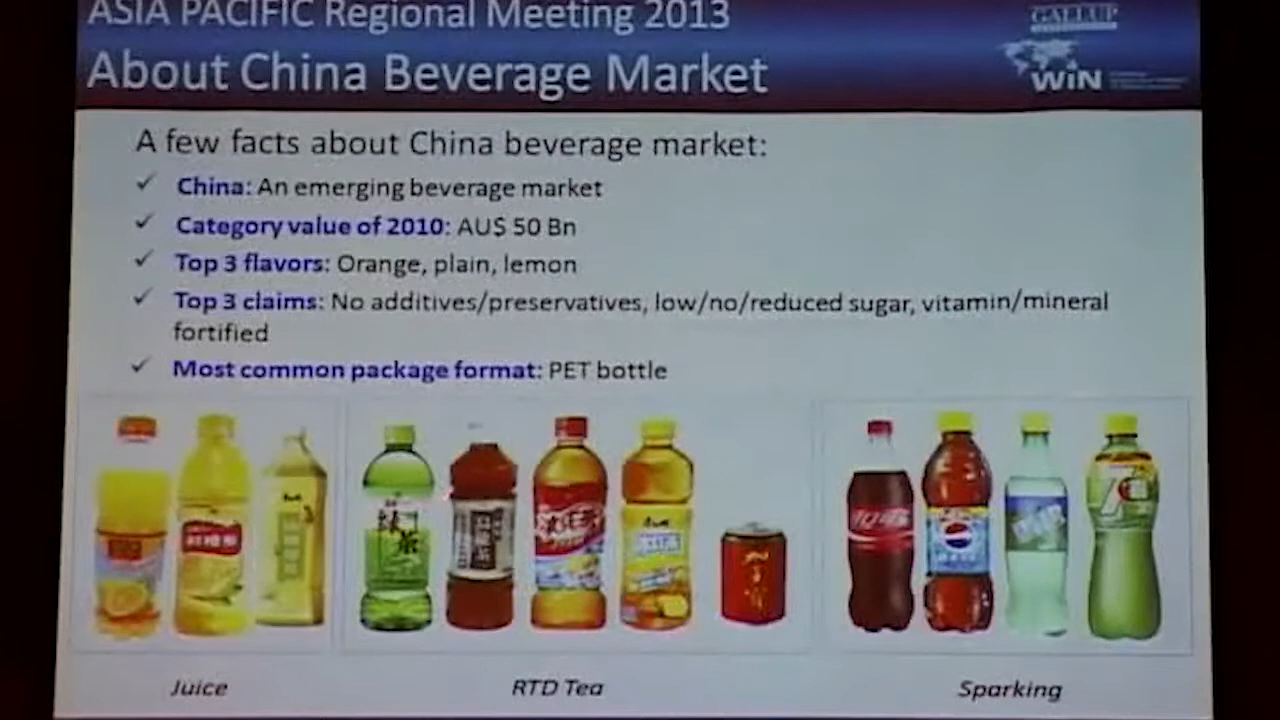 ASIA PACIFIC Regional Meeting 2013
About China Beverage Market
GALLUP
WiN
A few facts about China beverage market:
China: An emerging beverage market
Category value of 2010: AU$ 50 Bn
Top 3 flavors: Orange, plain, lemon
Top 3 claims: No additives/preservatives, low/no/reduced sugar, vitamin/mineral
fortified
Most common package format: PET bottle
绿
茶
7
Juice
RTD Tea
Sparking